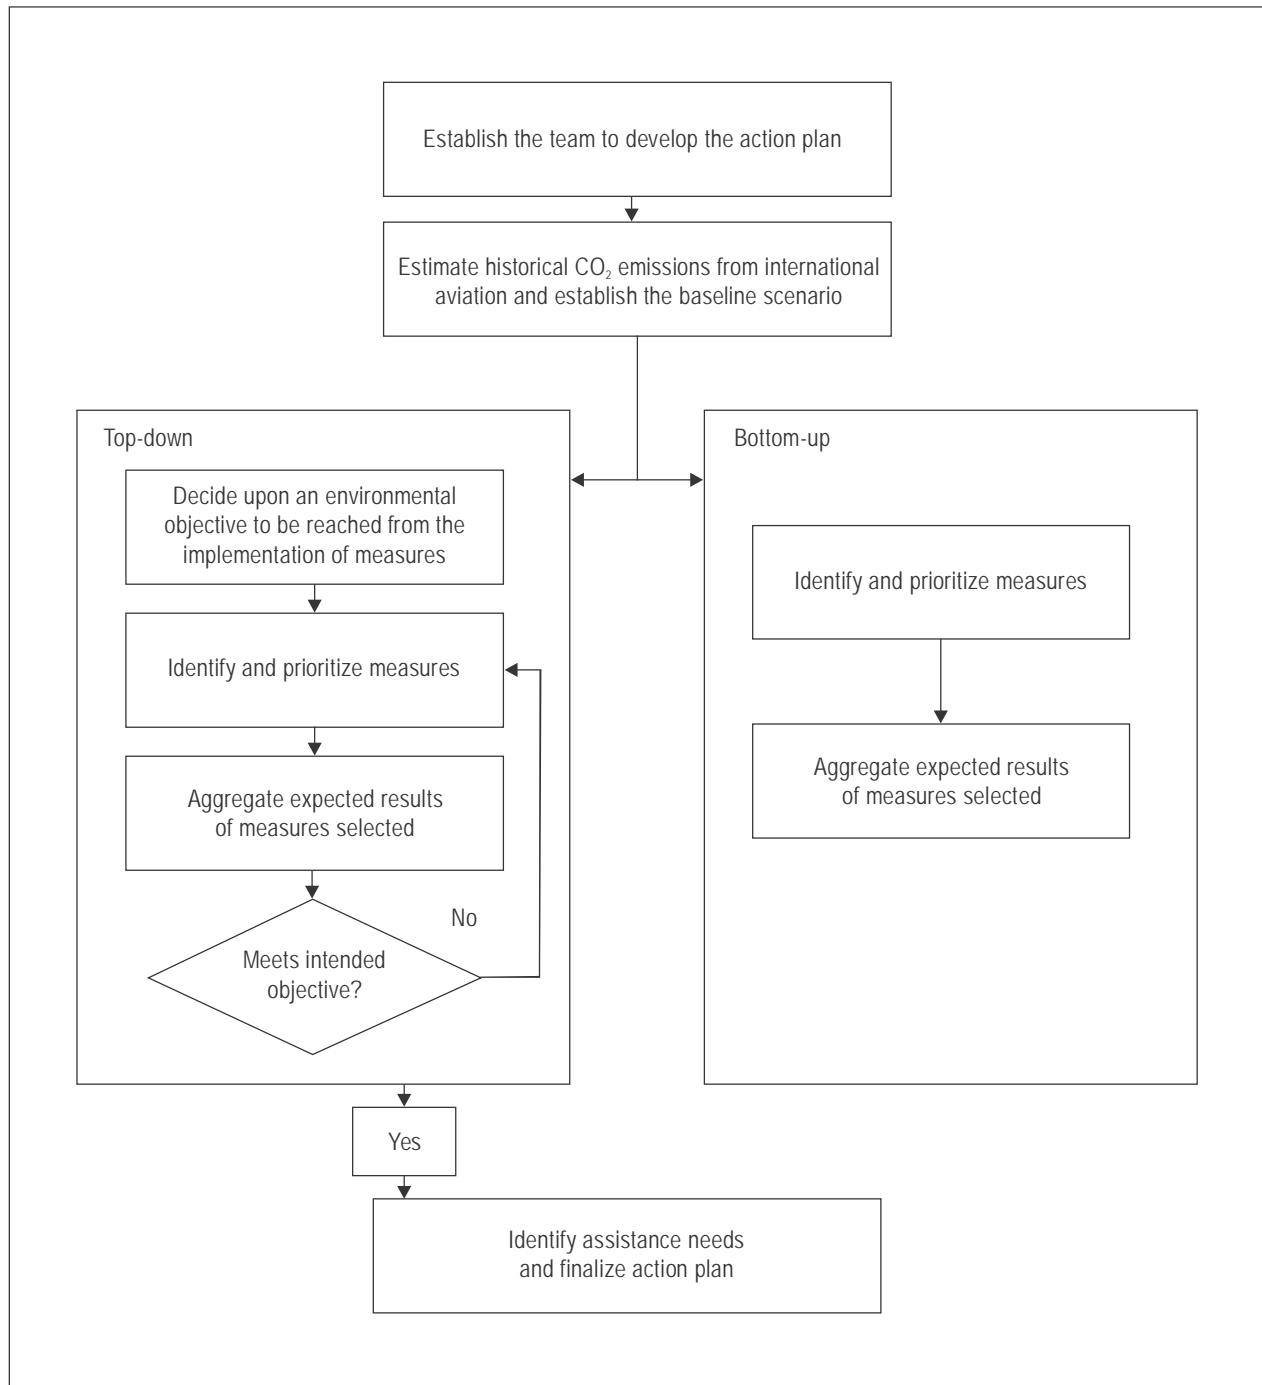 Establish the team to develop the action plan
Estimate historical CO₂ emissions from international
aviation and establish the baseline scenario
Top-down
Decide upon an environmental
objective to be reached from the
implementation of measures
Identify and prioritize measures
Aggregate expected results
of measures selected
No
Meets intended
objective?
Bottom-up
Identify and prioritize measures
Aggregate expected results
of measures selected
Yes
Identify assistance needs
and finalize action plan